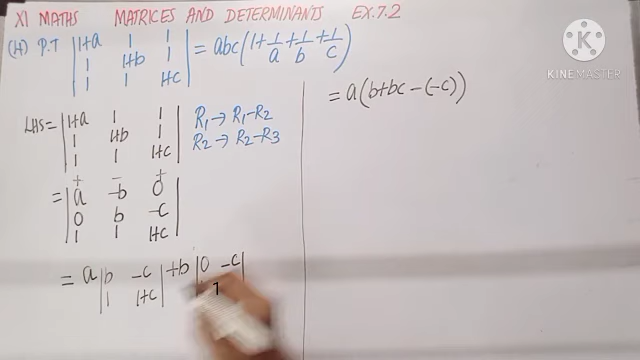 XI MATHS MATRICES AND DETERMINANTS EX.7.2
(14) P.T |1+a 1 1| = abc(1+1/a+1/b+1/c)
|1 1+b 1|
|1 1 1+c|
LHS = |1+a 1 1| R₁→R₁-R₂
|1 1+b 1| R₂→R₂-R₃
|1 1 1+c|
+ - +
= |a -b 0|
|0 b -c|
|1 1 1+c|
= a |b -c| +b |0 -c|
|1 1+c| 1
= a(b+bc-(-c))
KINEMASTER